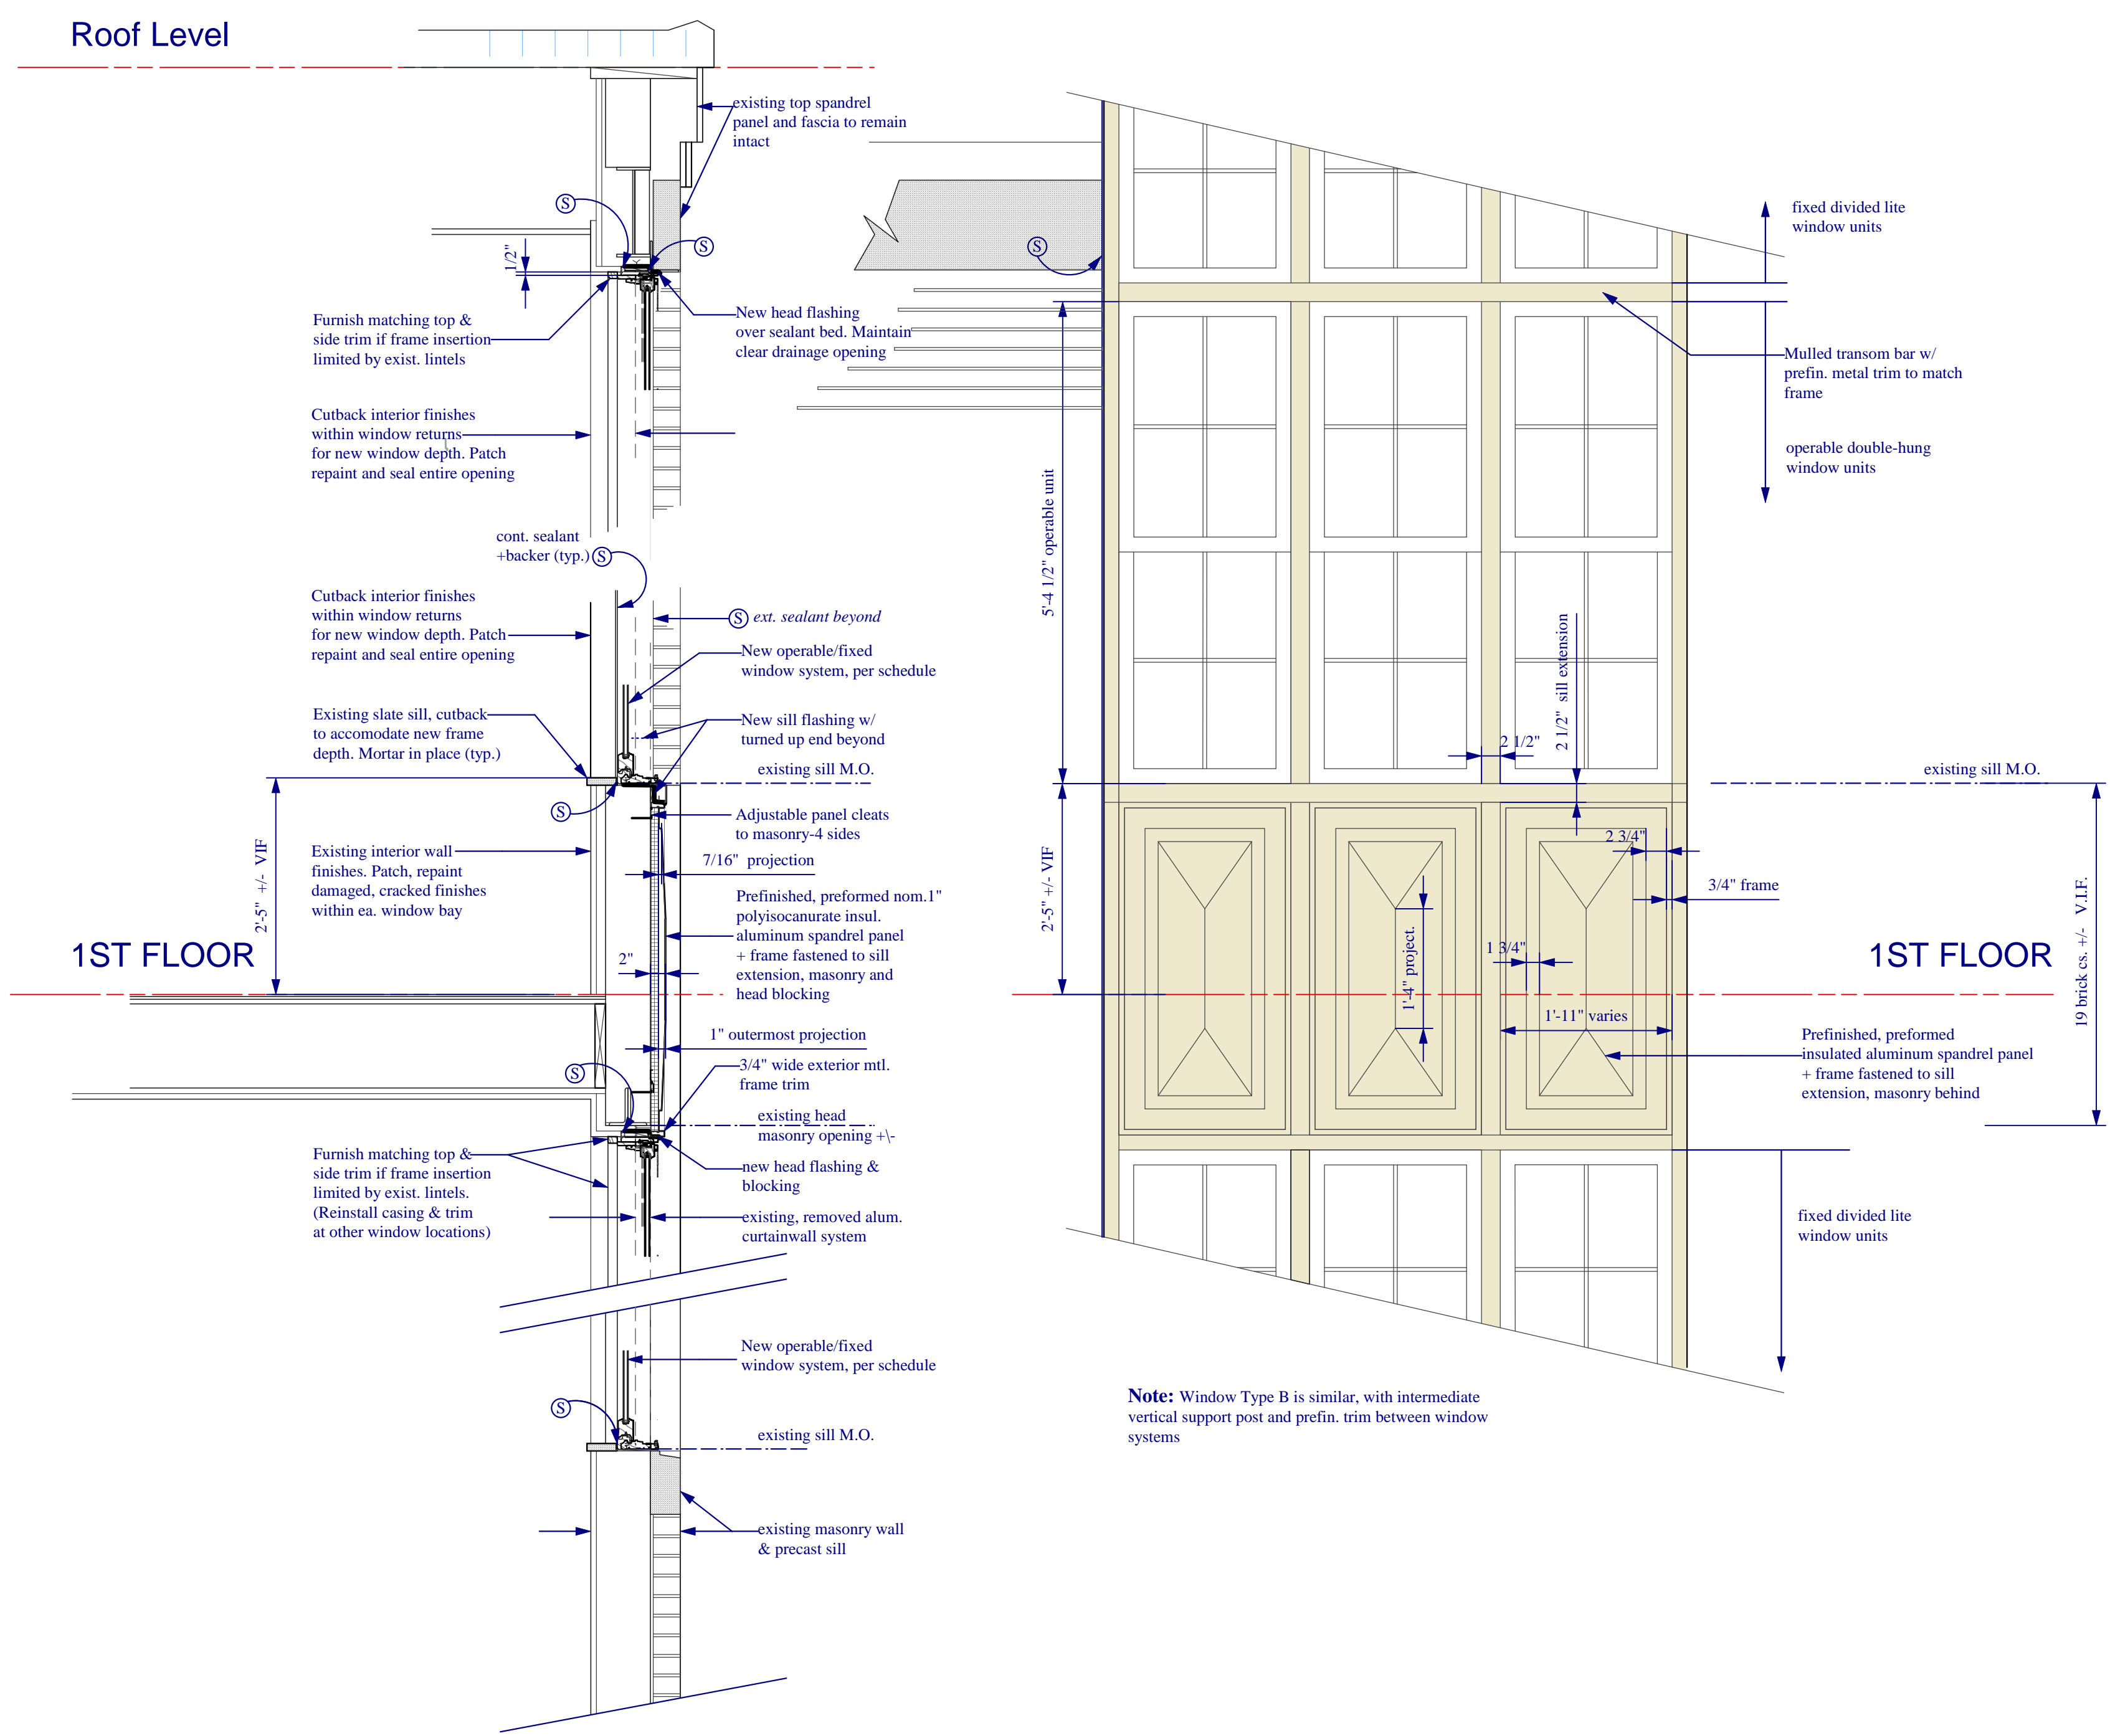 Roof Level
existing top spandrel
panel and fascia to remain
intact
S
S
S
1/2"
fixed divided lite
window units
Furnish matching top &
side trim if frame insertion
limited by exist. lintels
New head flashing
over sealant bed. Maintain
clear drainage opening
Mulled transom bar w/
prefin. metal trim to match
frame
Cutback interior finishes
within window returns
for new window depth. Patch
repaint and seal entire opening
operable double-hung
window units
5'-4 1/2" operable unit
cont. sealant
+backer (typ.) S
Cutback interior finishes
within window returns
for new window depth. Patch
repaint and seal entire opening
S ext. sealant beyond
New operable/fixed
window system, per schedule
2 1/2" sill extension
Existing slate sill, cutback
to accomodate new frame
depth. Mortar in place (typ.)
New sill flashing w/
turned up end beyond
2 1/2"
existing sill M.O.
existing sill M.O.
S
Adjustable panel cleats
to masonry-4 sides
2'-5" +/- VIF
Existing interior wall
finishes. Patch, repaint
damaged, cracked finishes
within ea. window bay
7/16" projection
2'-5" +/- VIF
2 3/4"
3/4" frame
19 brick cs. +/- V.I.F.
Prefinished, preformed nom.1"
polyisocanurate insul.
aluminum spandrel panel
+ frame fastened to sill
extension, masonry and
head blocking
2"
1'-4" project.
1 3/4"
1ST FLOOR
1ST FLOOR
1'-11" varies
1" outermost projection
Prefinished, preformed
insulated aluminum spandrel panel
+ frame fastened to sill
extension, masonry behind
S
3/4" wide exterior mtl.
frame trim
existing head
masonry opening +\-
Furnish matching top &
side trim if frame insertion
limited by exist. lintels.
(Reinstall casing & trim
at other window locations)
new head flashing &
blocking
existing, removed alum.
curtainwall system
fixed divided lite
window units
New operable/fixed
window system, per schedule
S
existing sill M.O.
Note: Window Type B is similar, with intermediate
vertical support post and prefin. trim between window
systems
existing masonry wall
& precast sill